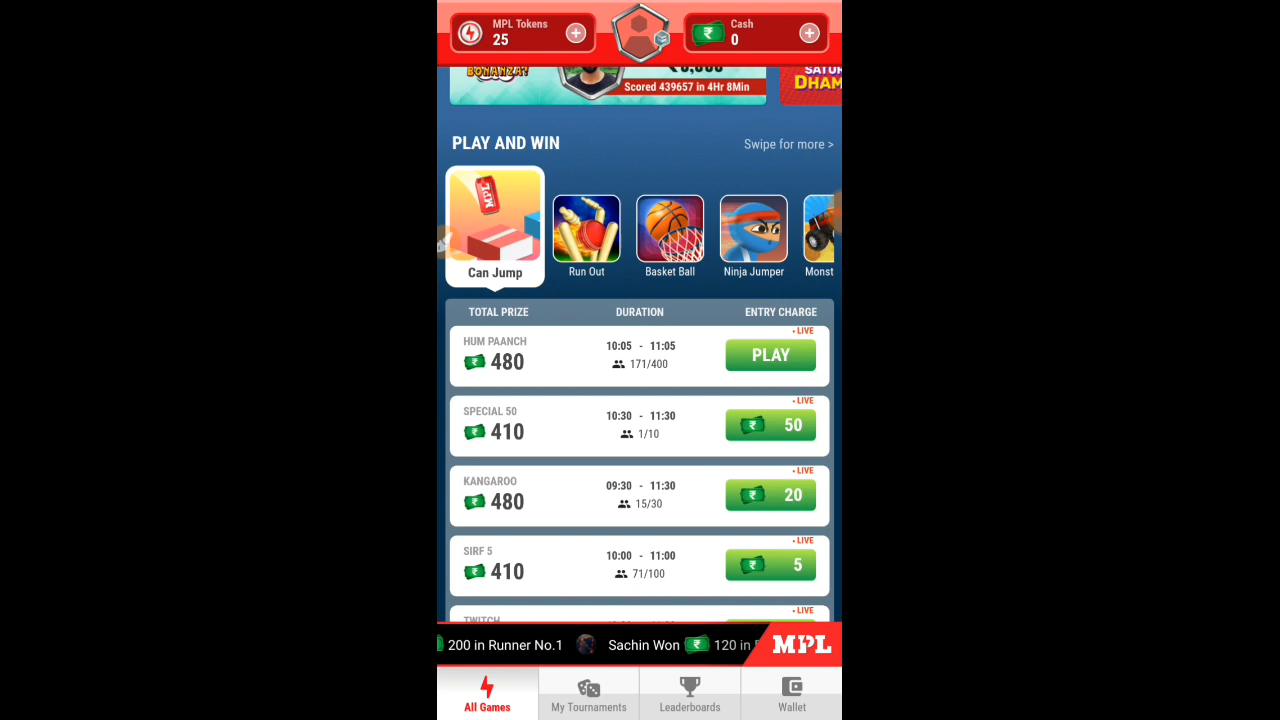 MPL Tokens
25
Cash
0
BONANZA!
Scored 439657 in 4Hr 8Min
PLAY AND WIN
Swipe for more >
MPL
Can Jump
Run Out
Basket Ball
Ninja Jumper
Monst
TOTAL PRIZE DURATION ENTRY CHARGE
HUM PAANCH
480
10:05 - 11:05
171/400
• LIVE
PLAY
SPECIAL 50
410
10:30 - 11:30
1/10
• LIVE
50
KANGAROO
480
09:30 - 11:30
15/30
• LIVE
20
SIRF 5
410
10:00 - 11:00
71/100
• LIVE
5
TWITCH
• LIVE
200 in Runner No.1
Sachin Won 120 in
MPL
All Games
My Tournaments
Leaderboards
Wallet